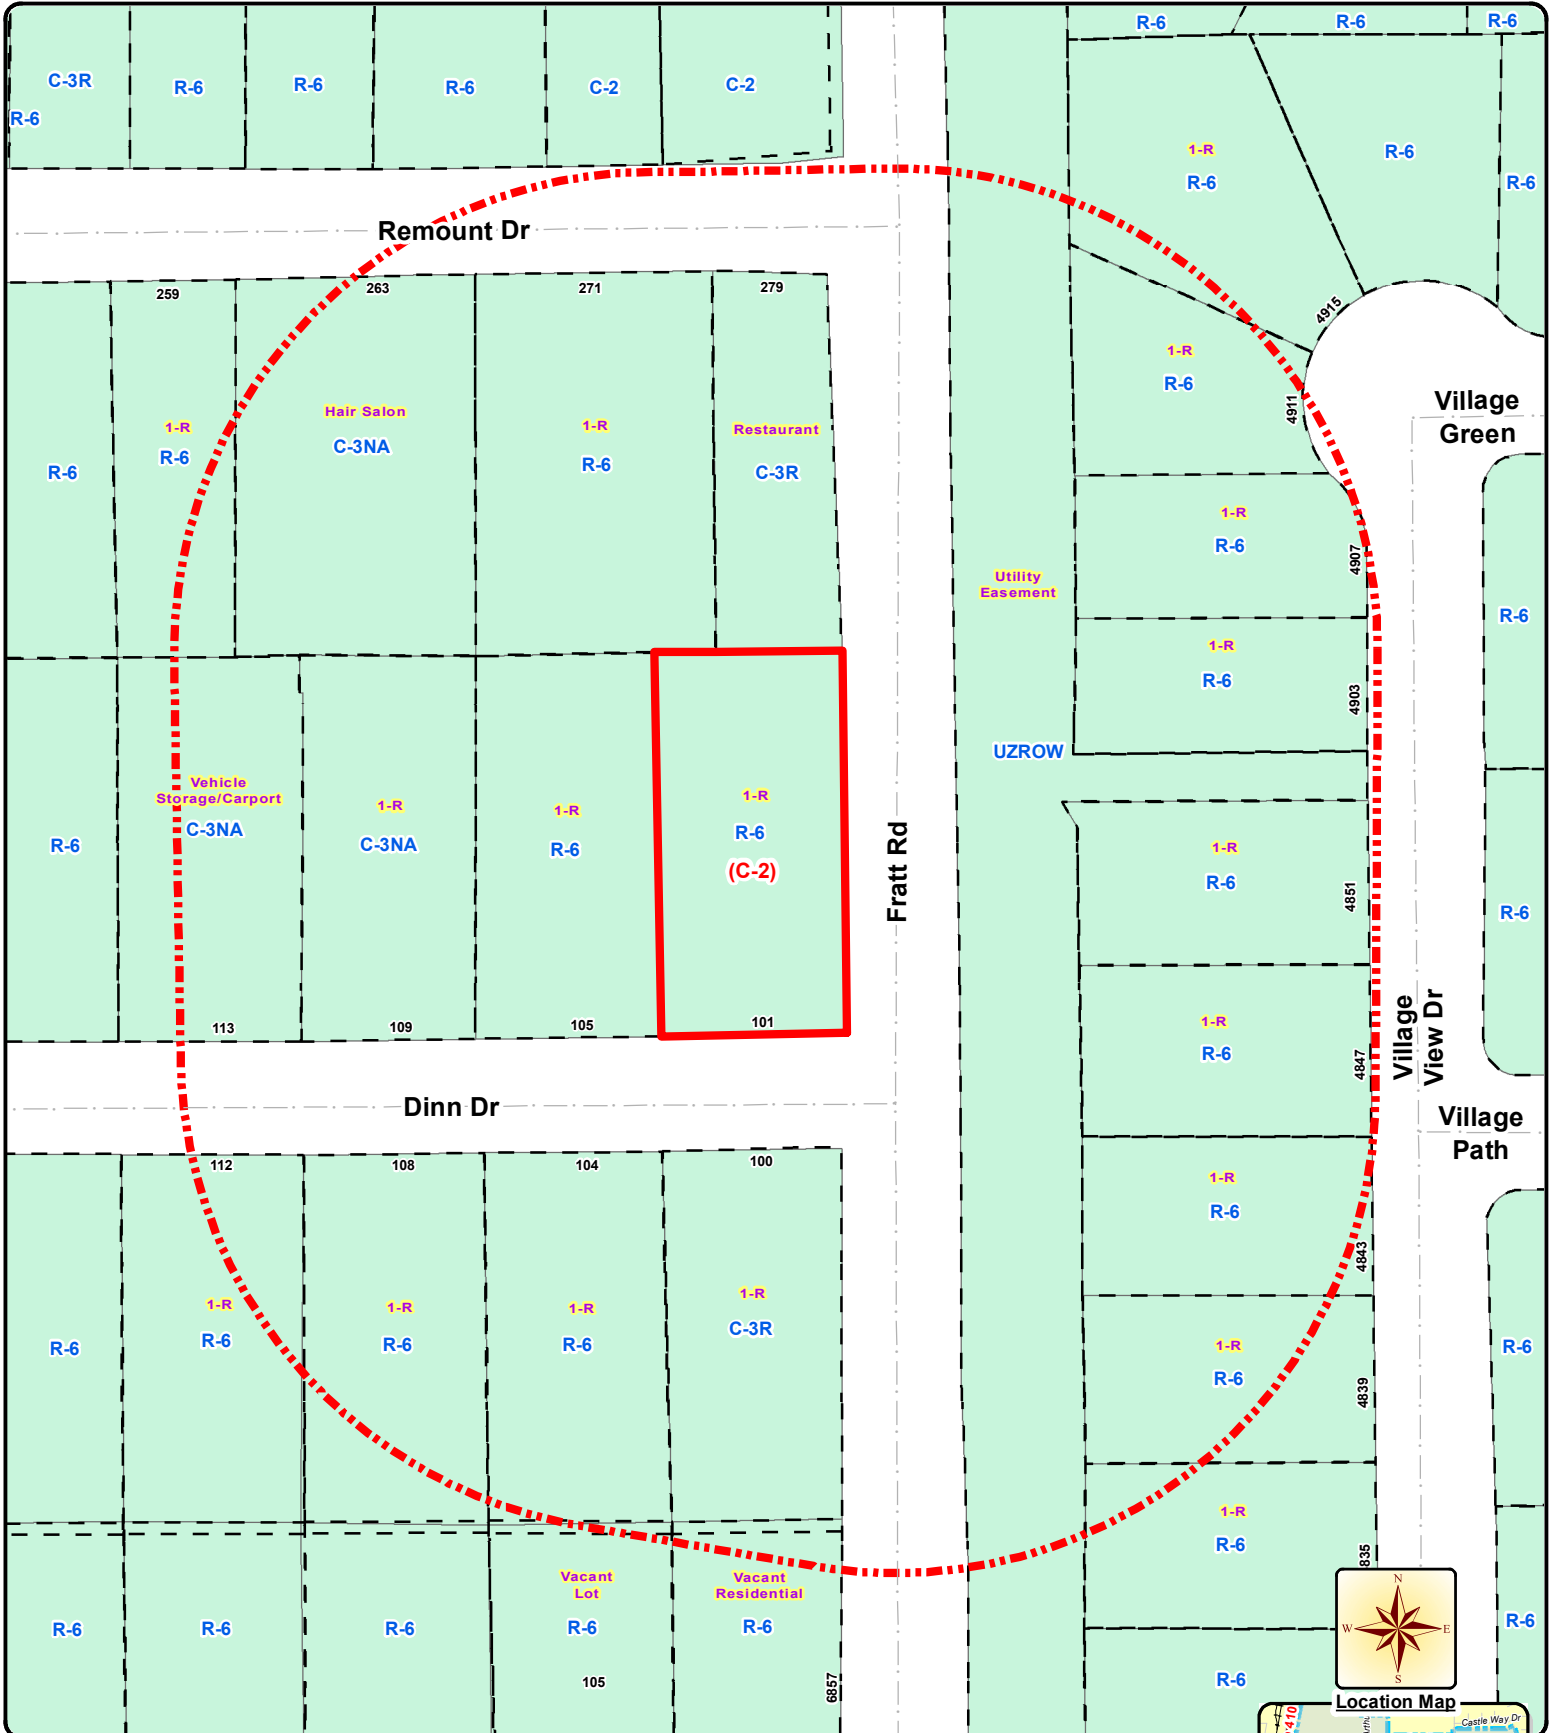 R-6
R-6
R-6
C-3R
R-6
R-6
R-6
R-6
C-2
C-2
1-R
R-6
R-6
R-6
Remount Dr
259
263
271
279
4915
1-R
R-6
4911
Village
Green
R-6
1-R
R-6
Hair Salon
C-3NA
1-R
R-6
Restaurant
C-3R
1-R
R-6
4907
Utility
Easement
R-6
1-R
R-6
4903
UZROW
R-6
Vehicle
Storage/Carport
C-3NA
1-R
C-3NA
1-R
R-6
1-R
R-6
(C-2)
Fratt Rd
1-R
R-6
4851
R-6
113
109
105
101
1-R
R-6
4847
Village
View Dr
Dinn Dr
Village
Path
112
108
104
100
1-R
R-6
4843
R-6
1-R
R-6
1-R
R-6
1-R
R-6
1-R
C-3R
1-R
R-6
4839
R-6
1-R
R-6
835
R-6
R-6
R-6
Vacant
Lot
R-6
105
Vacant
Residential
R-6
6857
R-6
R-6
N
W
E
S
Location Map
410
Castle Way Dr